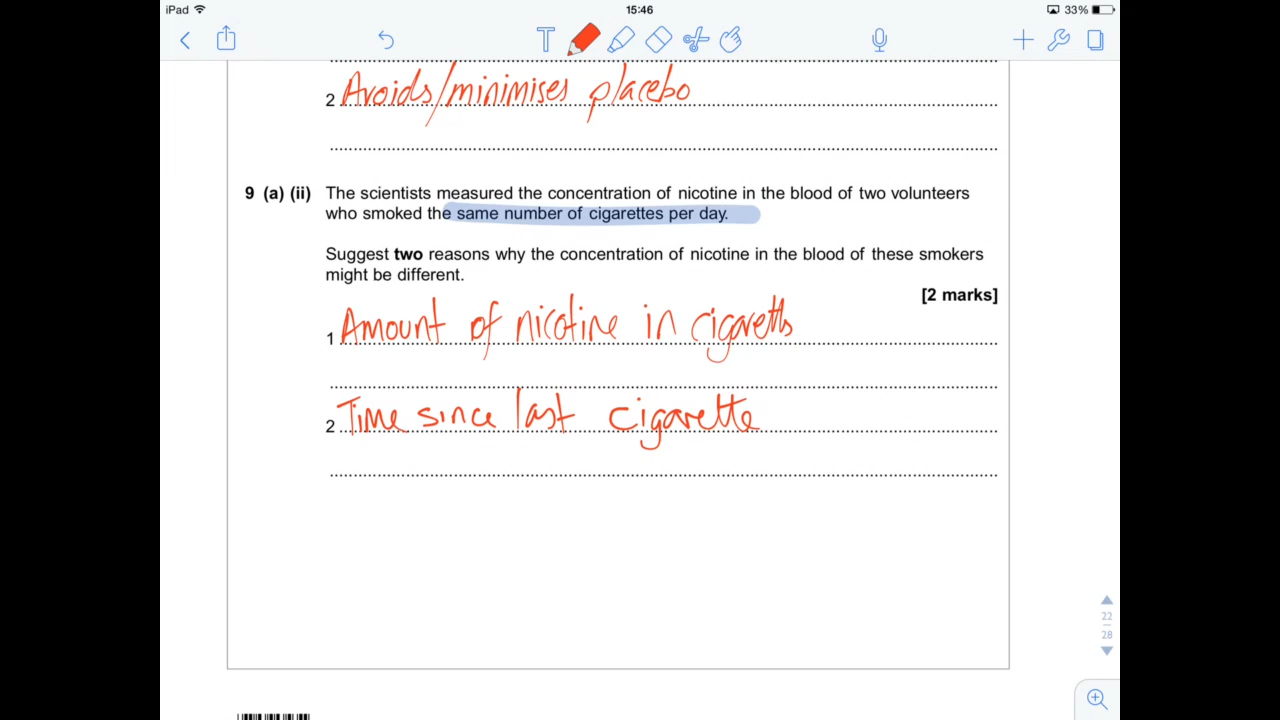 iPad 15:46 33%
T
2 Avoids/minimises placebo
9 (a) (ii) The scientists measured the concentration of nicotine in the blood of two volunteers
who smoked the same number of cigarettes per day.
Suggest two reasons why the concentration of nicotine in the blood of these smokers
might be different.
[2 marks]
1 Amount of nicotine in cigaretts
2 Time since last cigarette
22
28